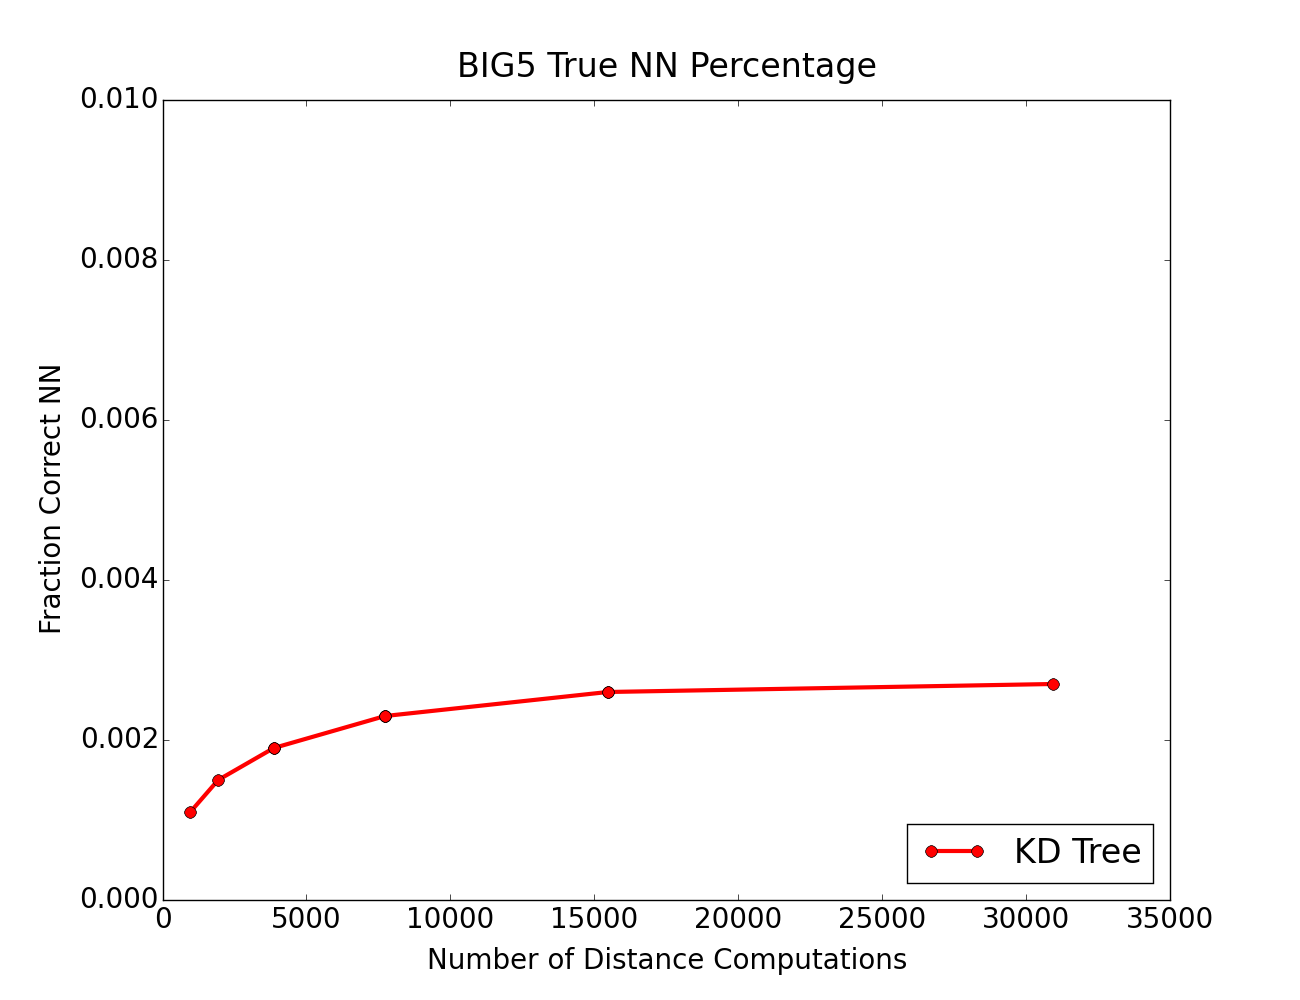 BIG5 True NN Percentage
0.010
0.008
0.006
0.004
0.002
0.000
Fraction Correct NN
KD Tree
0 5000 10000 15000 20000 25000 30000 35000
Number of Distance Computations